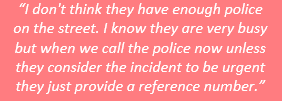 “I don't think they have enough police
on the street. I know they are very busy
but when we call the police now unless
they consider the incident to be urgent
they just provide a reference number.”